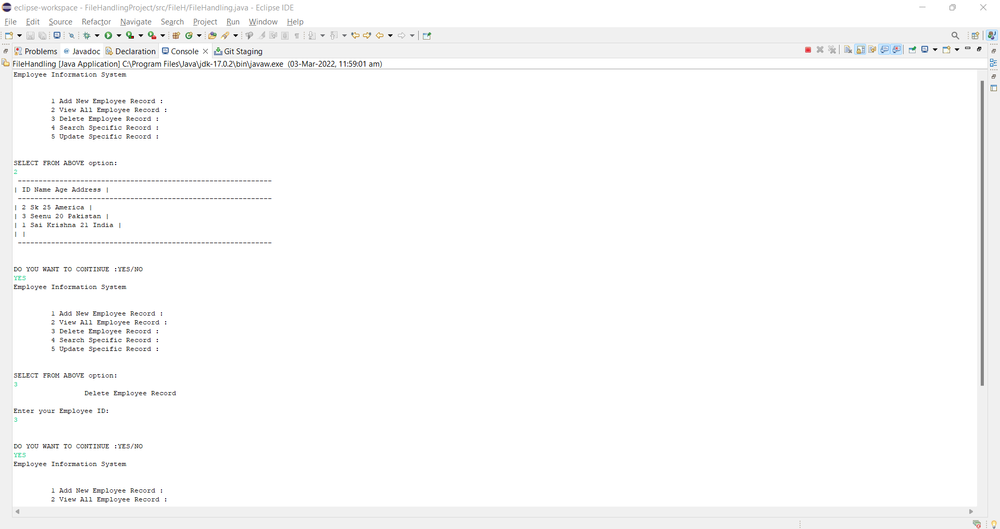 eclipse-workspace - FileHandlingProject/src/FileH/FileHandling.java - Eclipse IDE
File Edit Source Refactor Navigate Search Project Run Window Help
Problems @ Javadoc Declaration Console Git Staging
FileHandling [Java Application] C:\Program Files\Java\jdk-17.0.2\bin\javaw.exe (03-Mar-2022, 11:59:01 am)
Employee Information System
1 Add New Employee Record :
2 View All Employee Record :
3 Delete Employee Record :
4 Search Specific Record :
5 Update Specific Record :
SELECT FROM ABOVE option:
2
-------------------------------------------------------------
| ID Name Age Address |
-------------------------------------------------------------
| 2 Sk 25 America |
| 3 Seenu 20 Pakistan |
| 1 Sai Krishna 21 India |
| |
-------------------------------------------------------------
DO YOU WANT TO CONTINUE :YES/NO
YES
Employee Information System
1 Add New Employee Record :
2 View All Employee Record :
3 Delete Employee Record :
4 Search Specific Record :
5 Update Specific Record :
SELECT FROM ABOVE option:
3
Delete Employee Record
Enter your Employee ID:
3
DO YOU WANT TO CONTINUE :YES/NO
YES
Employee Information System
1 Add New Employee Record :
2 View All Employee Record :